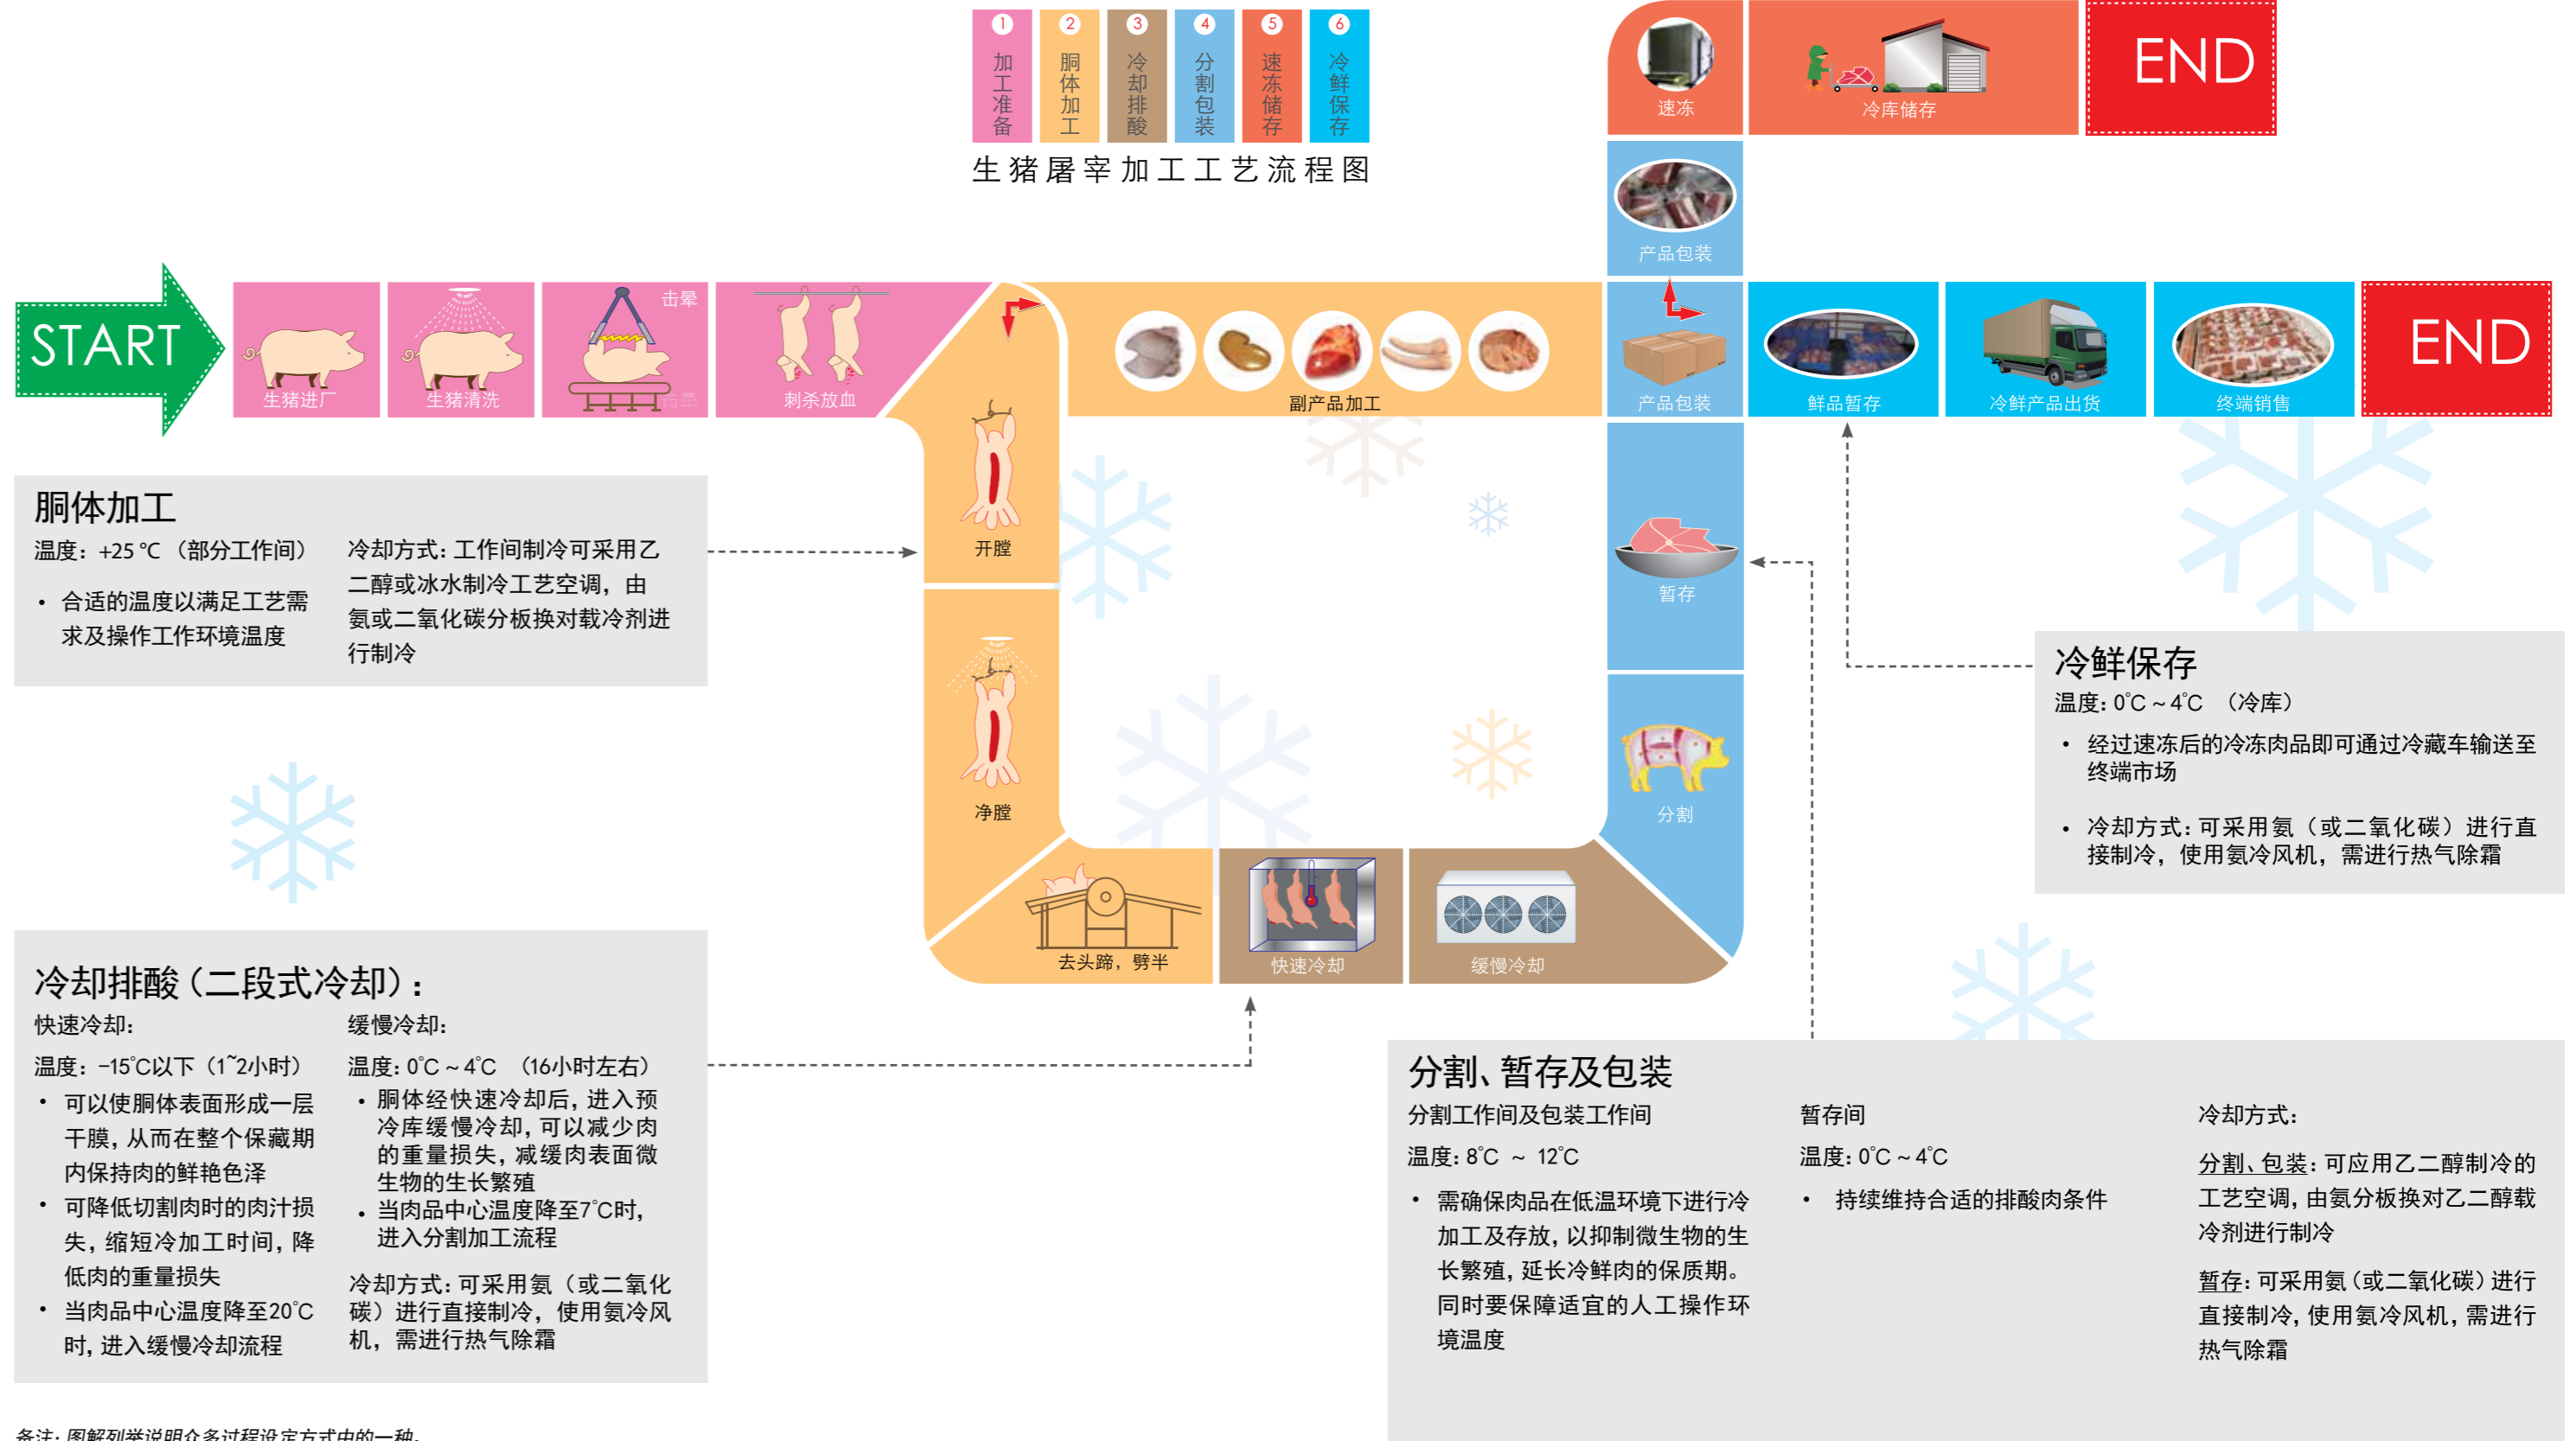 1
加工准备
2
胴体加工
3
冷却排酸
4
分割包装
5
速冻储存
6
冷鲜保存
生猪屠宰加工工艺流程图
速冻
冷库储存
END
产品包装
START
生猪进厂
生猪清洗
击晕
击晕
刺杀放血
副产品加工
产品包装
鲜品暂存
冷鲜产品出货
终端销售
END
开膛
净膛
去头蹄，劈半
快速冷却
缓慢冷却
分割
暂存
胴体加工
温度：+25 ℃ （部分工作间）
• 合适的温度以满足工艺需
求及操作工作环境温度
冷却方式：工作间制冷可采用乙
二醇或冰水制冷工艺空调，由
氨或二氧化碳分板换对载冷剂进
行制冷
冷鲜保存
温度：0℃ ~ 4℃ （冷库）
• 经过速冻后的冷冻肉品即可通过冷藏车输送至
终端市场
• 冷却方式：可采用氨（或二氧化碳）进行直
接制冷，使用氨冷风机，需进行热气除霜
冷却排酸（二段式冷却）：
快速冷却：
温度：-15℃以下（1~2小时）
• 可以使胴体表面形成一层
干膜，从而在整个保藏期
内保持肉的鲜艳色泽
• 可降低切割肉时的肉汁损
失，缩短冷加工时间，降
低肉的重量损失
• 当肉品中心温度降至20℃
时，进入缓慢冷却流程
缓慢冷却：
温度：0℃ ~ 4℃ （16小时左右）
• 胴体经快速冷却后，进入预
冷库缓慢冷却，可以减少肉
的重量损失，减缓肉表面微
生物的生长繁殖
• 当肉品中心温度降至7℃时，
进入分割加工流程
冷却方式：可采用氨（或二氧化
碳）进行直接制冷，使用氨冷风
机，需进行热气除霜
分割、暂存及包装
分割工作间及包装工作间
温度：8℃ ~ 12℃
• 需确保肉品在低温环境下进行冷
加工及存放，以抑制微生物的生
长繁殖，延长冷鲜肉的保质期。
同时要保障适宜的人工操作环
境温度
暂存间
温度：0℃ ~ 4℃
• 持续维持合适的排酸肉条件
冷却方式：
分割、包装：可应用乙二醇制冷的
工艺空调，由氨分板换对乙二醇载
冷剂进行制冷
暂存：可采用氨（或二氧化碳）进行
直接制冷，使用氨冷风机，需进行
热气除霜
备注：图解列举说明众多过程设定方式中的一种。